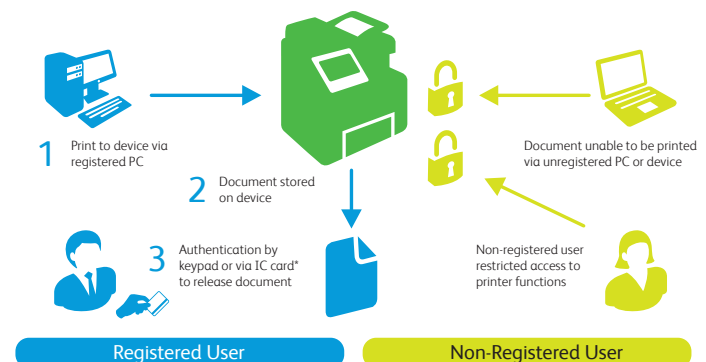 1
Print to device via
registered PC
2
Document stored
on device
3
Authentication by
keypad or via IC card*
to release document
Document unable to be printed
via unregistered PC or device
Non-registered user
restricted access to
printer functions
Registered User
Non-Registered User